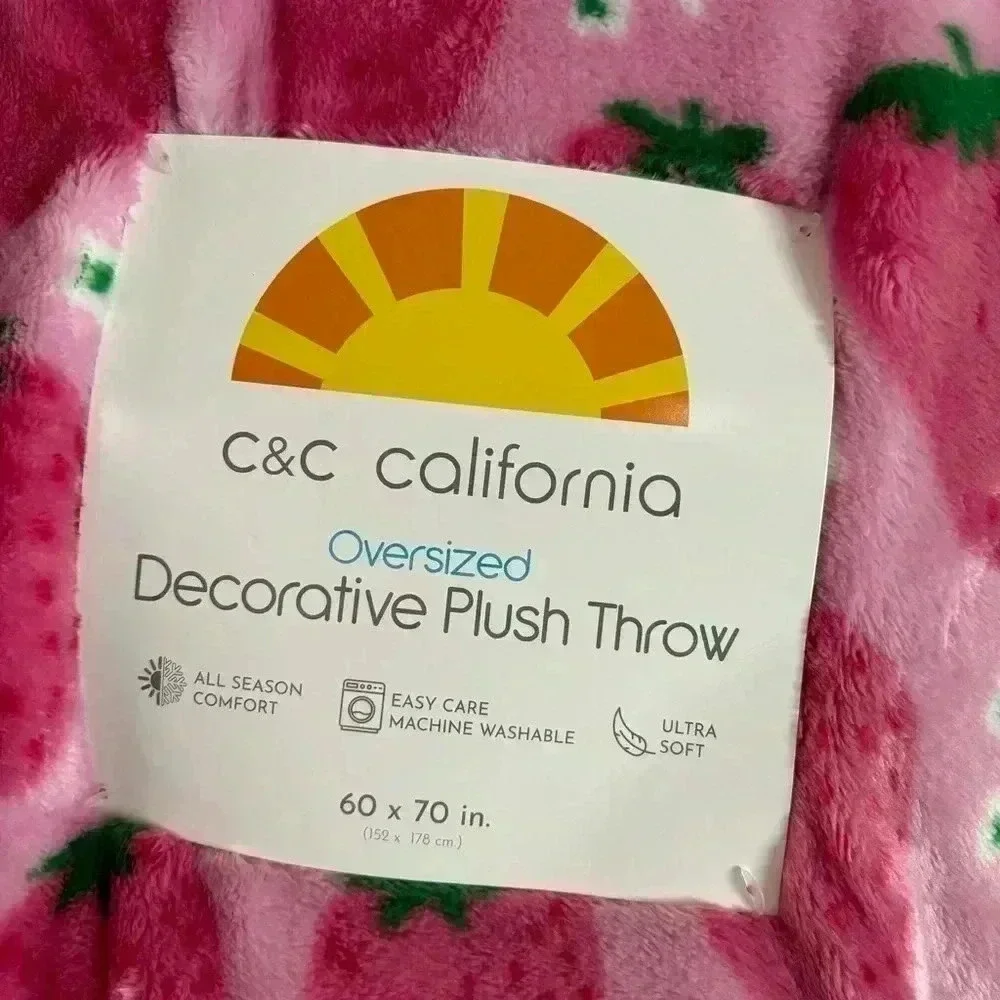 c&c california
Oversized
Decorative Plush Throw
ALL SEASON
COMFORT
EASY CARE
MACHINE WASHABLE
ULTRA
SOFT
60 x 70 in.
(152 x 178 cm.)